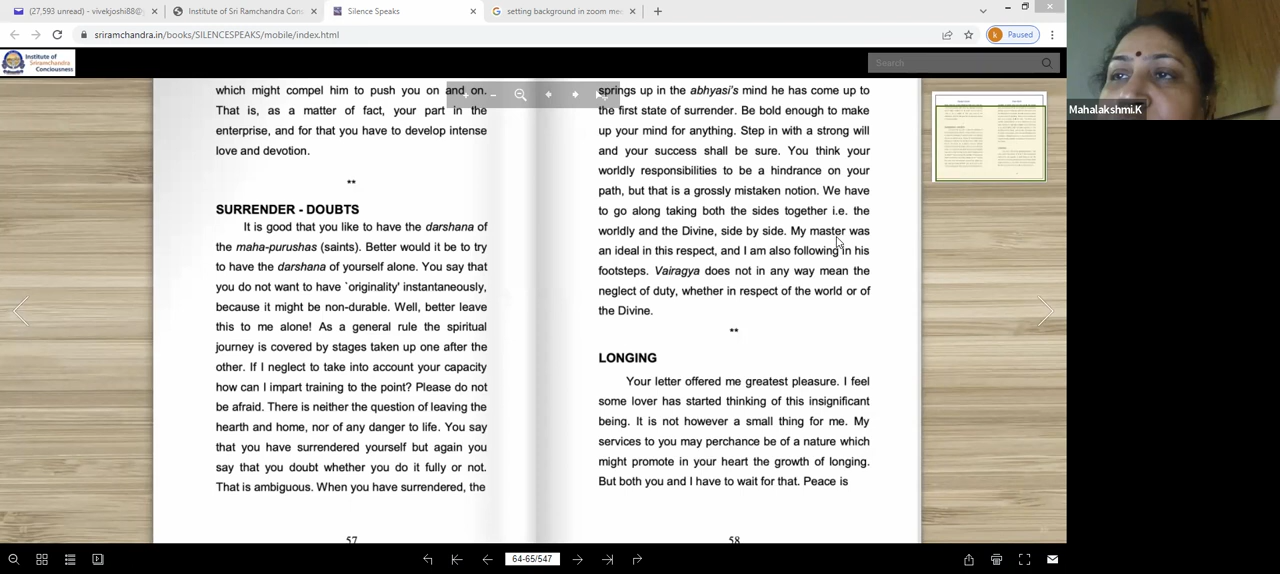 (27,593 unread) - vivekjoshi88@
Institute of Sri Ramchandra Con
Silence Speaks
setting background in zoom me
sriramchandra.in/books/SILENCESPEAKS/mobile/index.html
k
Paused
Institute of
Sriramchandra
Consciousness
Search
Mahalakshmi.K
which might compel him to push you on and on.
That is, as a matter of fact, your part in the
enterprise, and for that you have to develop intense
love and devotion.
**
SURRENDER - DOUBTS
It is good that you like to have the darshana of
the maha-purushas (saints). Better would it be to try
to have the darshana of yourself alone. You say that
you do not want to have `originality' instantaneously,
because it might be non-durable. Well, better leave
this to me alone! As a general rule the spiritual
journey is covered by stages taken up one after the
other. If I neglect to take into account your capacity
how can I impart training to the point? Please do not
be afraid. There is neither the question of leaving the
hearth and home, nor of any danger to life. You say
that you have surrendered yourself but again you
say that you doubt whether you do it fully or not.
That is ambiguous. When you have surrendered, the
57
springs up in the abhyasi's mind he has come up to
the first state of surrender. Be bold enough to make
up your mind for anything. Step in with a strong will
and your success shall be sure. You think your
worldly responsibilities to be a hindrance on your
path, but that is a grossly mistaken notion. We have
to go along taking both the sides together i.e. the
worldly and the Divine, side by side. My master was
an ideal in this respect, and I am also following in his
footsteps. Vairagya does not in any way mean the
neglect of duty, whether in respect of the world or of
the Divine.
**
LONGING
Your letter offered me greatest pleasure. I feel
some lover has started thinking of this insignificant
being. It is not however a small thing for me. My
services to you may perchance be of a nature which
might promote in your heart the growth of longing.
But both you and I have to wait for that. Peace is
58
64-65/547